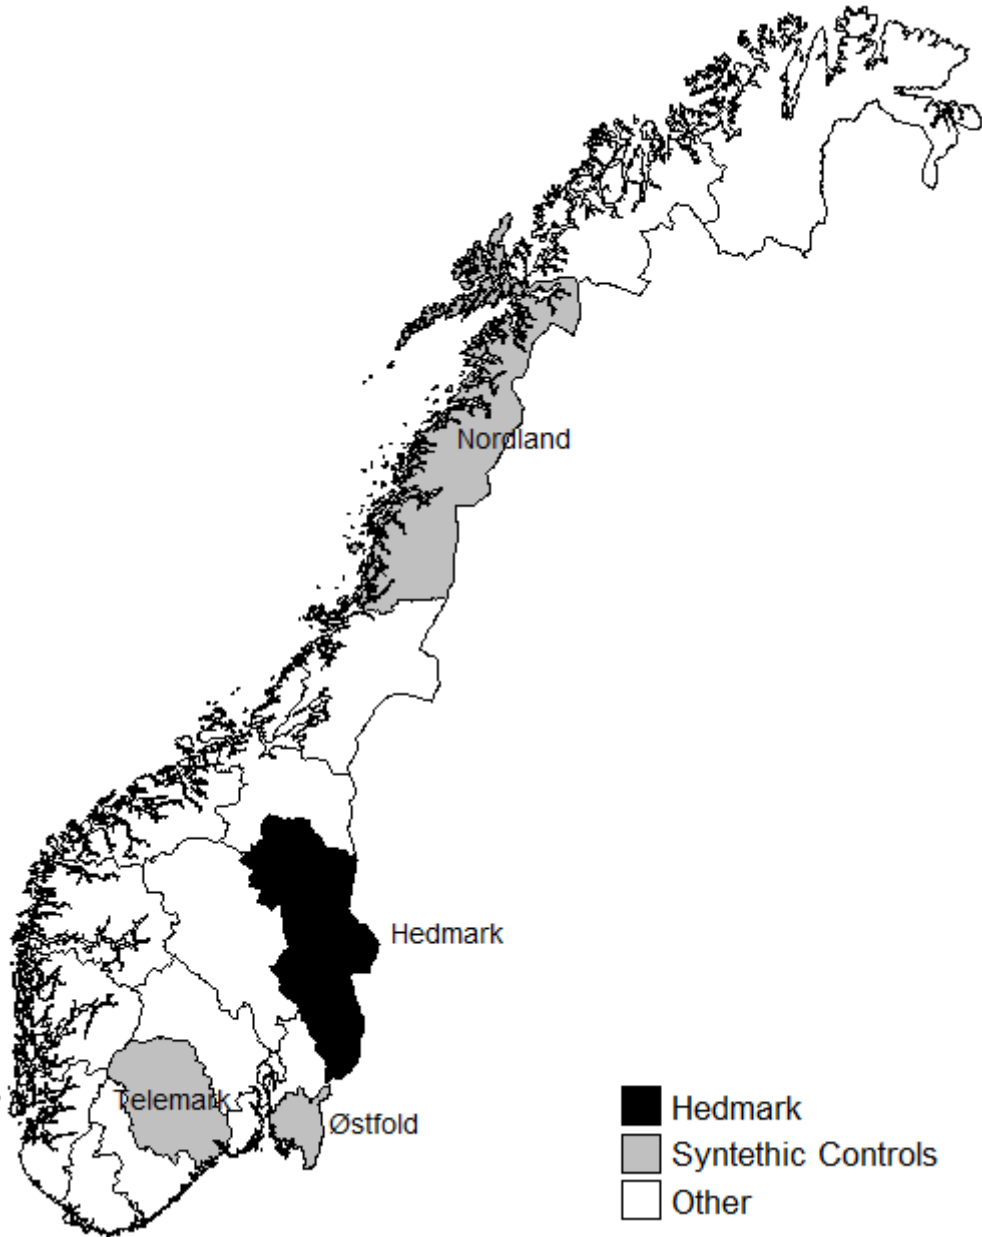 Nordland
Hedmark
Telemark
Østfold
Hedmark
Syntethic Controls
Other